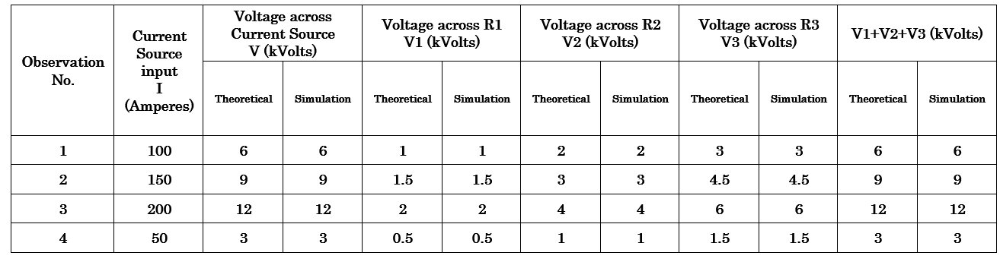 Observation
No.
Current
Source
input
I
(Amperes)
Voltage across
Current Source
V (kVolts)
Voltage across R1
V1 (kVolts)
Voltage across R2
V2 (kVolts)
Voltage across R3
V3 (kVolts)
V1+V2+V3 (kVolts)
Theoretical Simulation Theoretical Simulation Theoretical Simulation Theoretical Simulation Theoretical Simulation
1 100 6 6 1 1 2 2 3 3 6 6
2 150 9 9 1.5 1.5 3 3 4.5 4.5 9 9
3 200 12 12 2 2 4 4 6 6 12 12
4 50 3 3 0.5 0.5 1 1 1.5 1.5 3 3